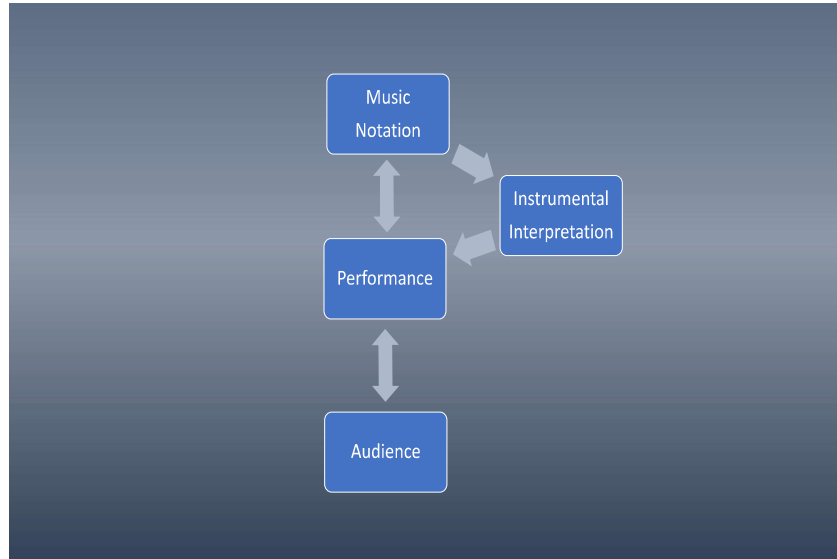 Music
Notation
Instrumental
Interpretation
Performance
Audience